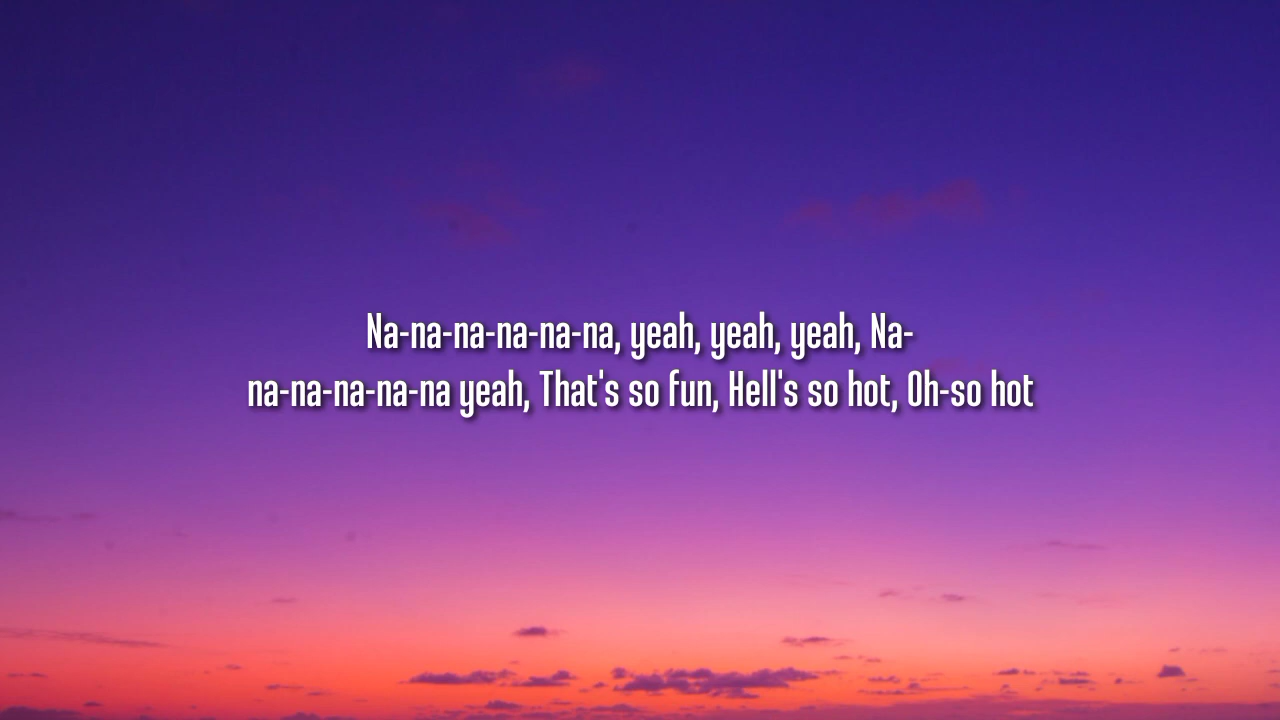 Na-na-na-na-na-na, yeah, yeah, yeah, Na-
na-na-na-na-na yeah, That's so fun, Hell's so hot, Oh-so hot